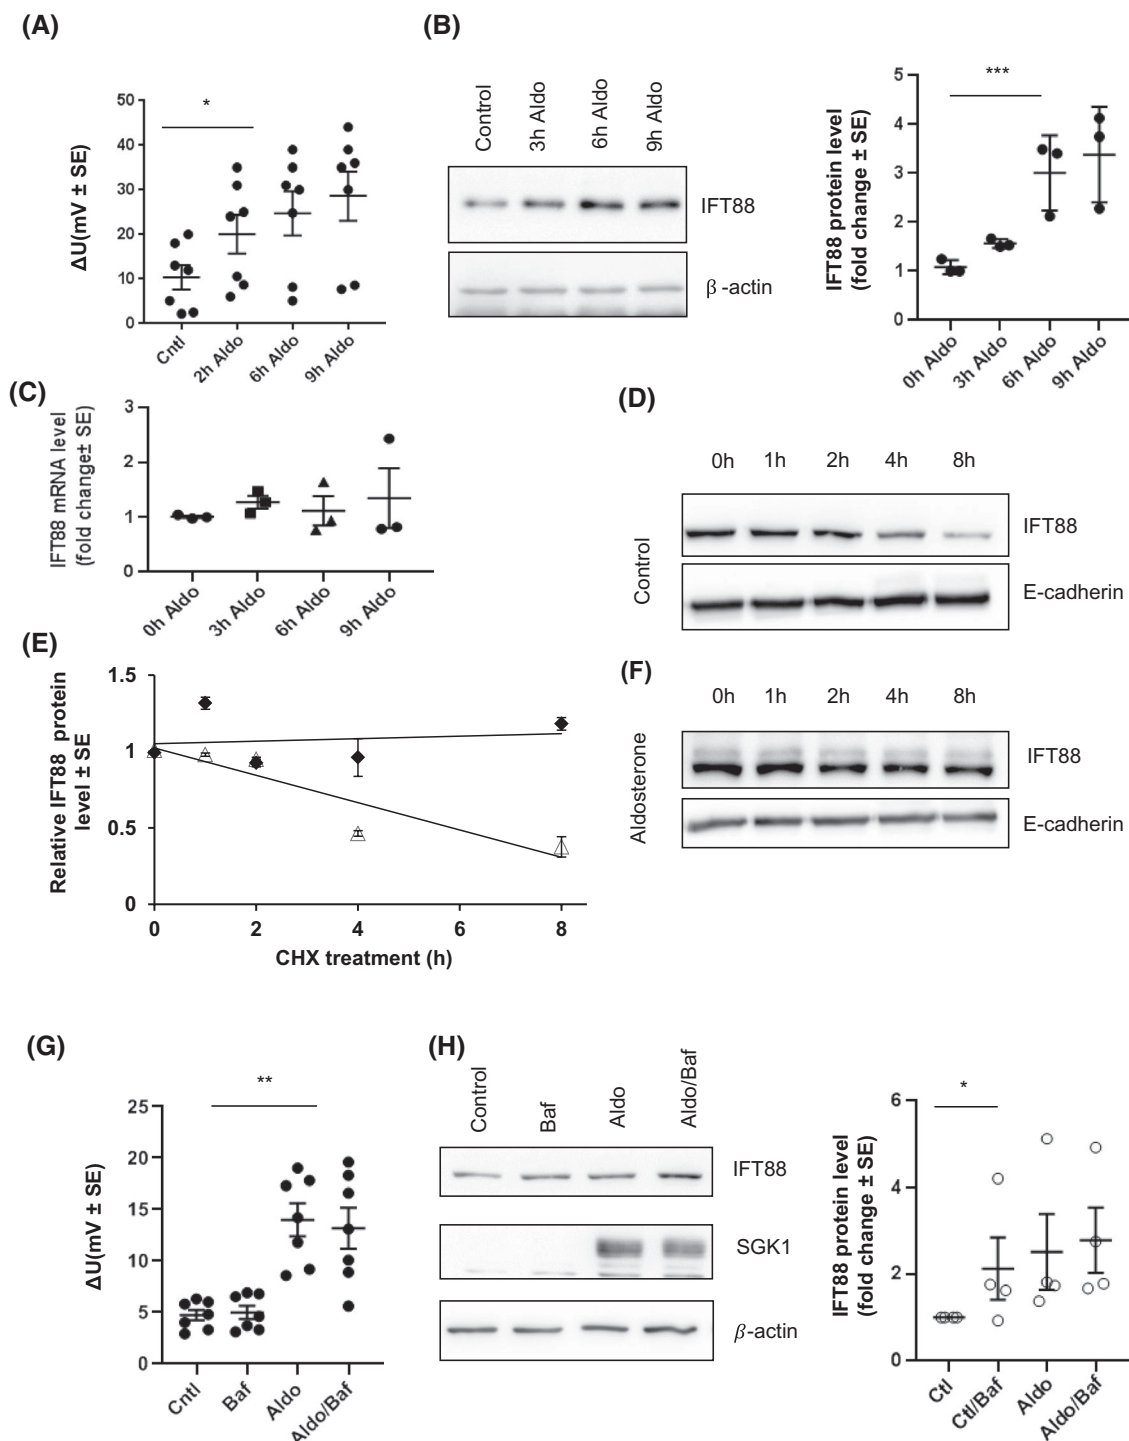 (A)
ΔU(mV ± SE)
50
40
30
20
10
0
*
Cntl
2h Aldo
6h Aldo
9h Aldo
(B)
Control
3h Aldo
6h Aldo
9h Aldo
IFT88
β -actin
IFT88 protein level
(fold change ± SE)
5
4
3
2
1
0
***
0h Aldo
3h Aldo
6h Aldo
9h Aldo
(C)
IFT88 mRNA level
(fold change± SE)
3
2
1
0
0h Aldo
3h Aldo
6h Aldo
9h Aldo
(D)
0h 1h 2h 4h 8h
Control
IFT88
E-cadherin
(E)
Relative IFT88 protein
level ± SE
1.5
1
0.5
0
0 2 4 6 8
CHX treatment (h)
(F)
0h 1h 2h 4h 8h
Aldosterone
IFT88
E-cadherin
(G)
ΔU(mV ± SE)
25
20
15
10
5
0
**
Cntl
Baf
Aldo
Aldo/Baf
(H)
Control
Baf
Aldo
Aldo/Baf
IFT88
SGK1
β-actin
IFT88 protein level
(fold change ± SE)
6
4
2
0
*
Ctl
Ctl/Baf
Aldo
Aldo/Baf